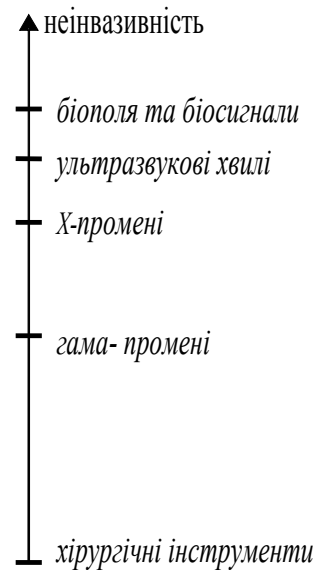 неінвазивність
біополя та біосигнали
ультразвукові хвилі
Х-промені
гама- промені
хірургічні інструменти